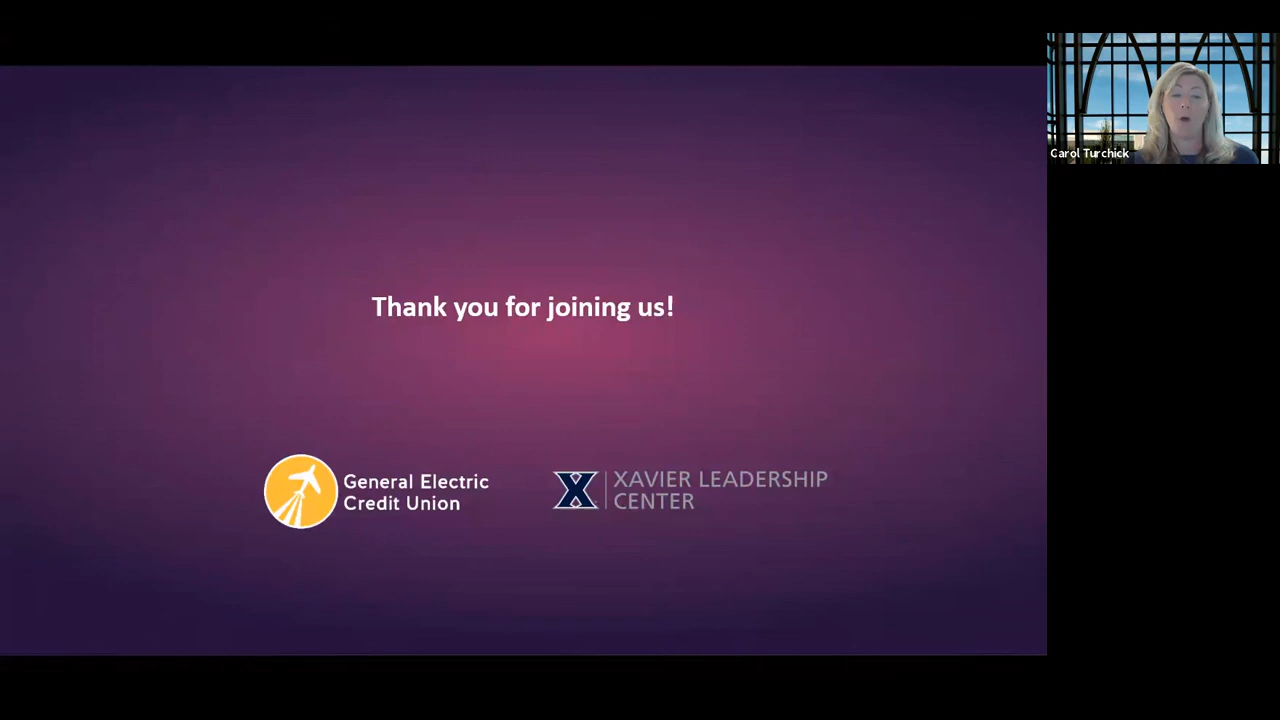 Carol Turchick
Thank you for joining us!
General Electric
Credit Union
X
XAVIER LEADERSHIP
CENTER